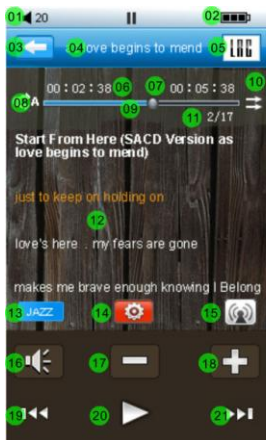 01 20 02
03 04 love begins to mend 05 LRC
06 07 10
00:02:38 00:05:38
08 A 09
11 2/17
Start From Here (SACD Version as
love begins to mend)
just to keep on holding on
12
love's here... my fears are gone
makes me brave enough knowing I Belong
13 JAZZ 14 15
16 17 18
19 20 21